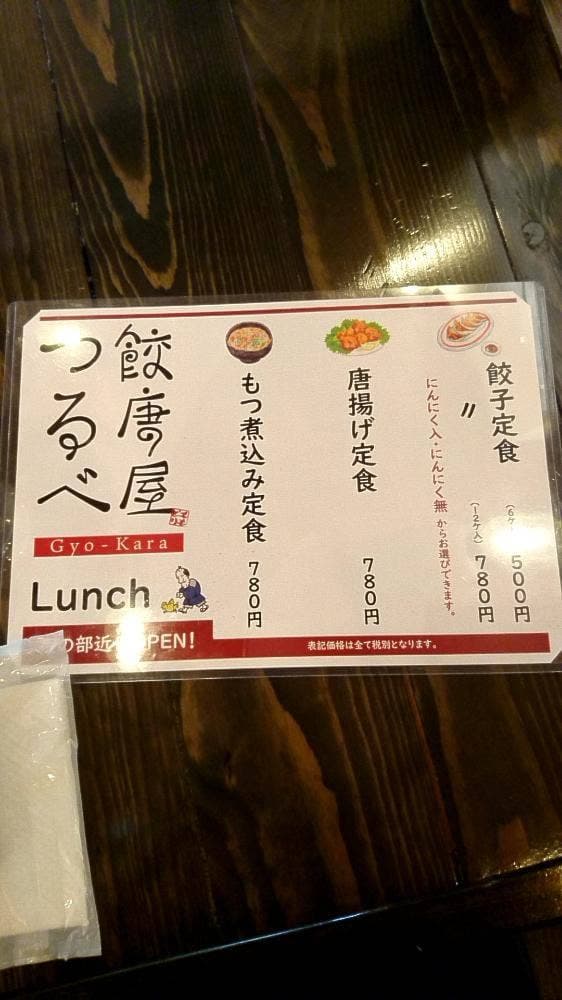 餃子定食 (6ケ 500円
〃 (12ケ入) 780円
にんにく入・にんにく無 からお選びできます。
唐揚げ定食 780円
もつ煮込み定食 780円
餃唐屋
つるべ
Gyo-Kara
Lunch
の部近 PEN!
表記価格は全て税別となります。